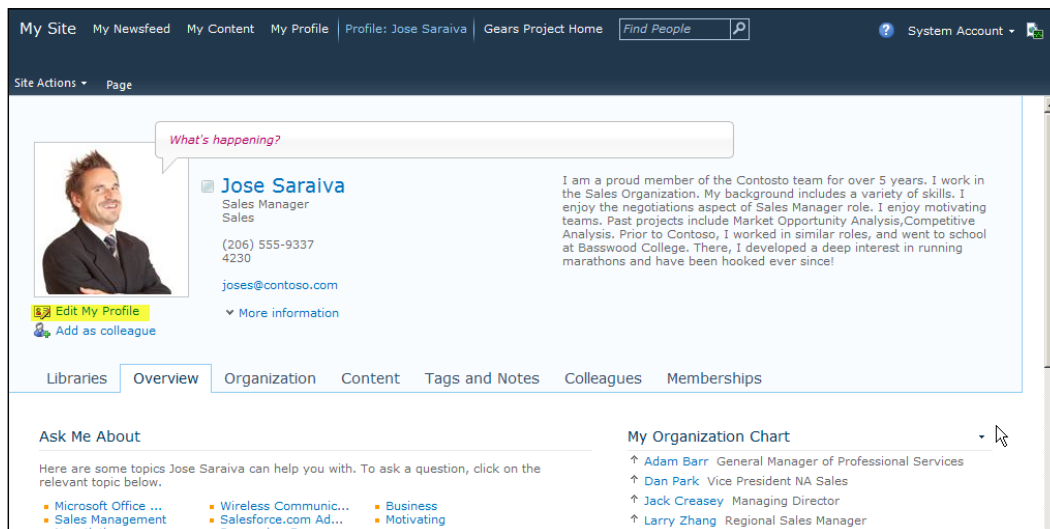 My Site My Newsfeed My Content My Profile Profile: Jose Saraiva Gears Project Home Find People System Account
Site Actions Page
What's happening?
Jose Saraiva
Sales Manager
Sales
(206) 555-9337
4230
joses@contoso.com
More information
I am a proud member of the Contosto team for over 5 years. I work in
the Sales Organization. My background includes a variety of skills. I
enjoy the negotiations aspect of Sales Manager role. I enjoy motivating
teams. Past projects include Market Opportunity Analysis,Competitive
Analysis. Prior to Contoso, I worked in similar roles, and went to school
at Basswood College. There, I developed a deep interest in running
marathons and have been hooked ever since!
Edit My Profile
Add as colleague
Libraries Overview Organization Content Tags and Notes Colleagues Memberships
Ask Me About
Here are some topics Jose Saraiva can help you with. To ask a question, click on the
relevant topic below.
Microsoft Office ... Wireless Communic... Business
Sales Management Salesforce.com Ad... Motivating
My Organization Chart
Adam Barr General Manager of Professional Services
Dan Park Vice President NA Sales
Jack Creasey Managing Director
Larry Zhang Regional Sales Manager